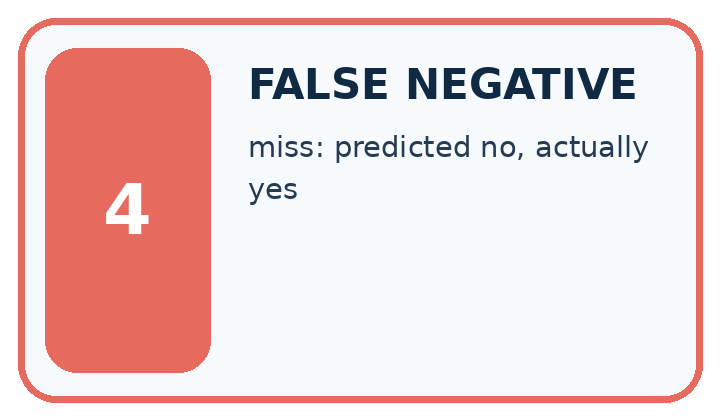 4
FALSE NEGATIVE
miss: predicted no, actually
yes